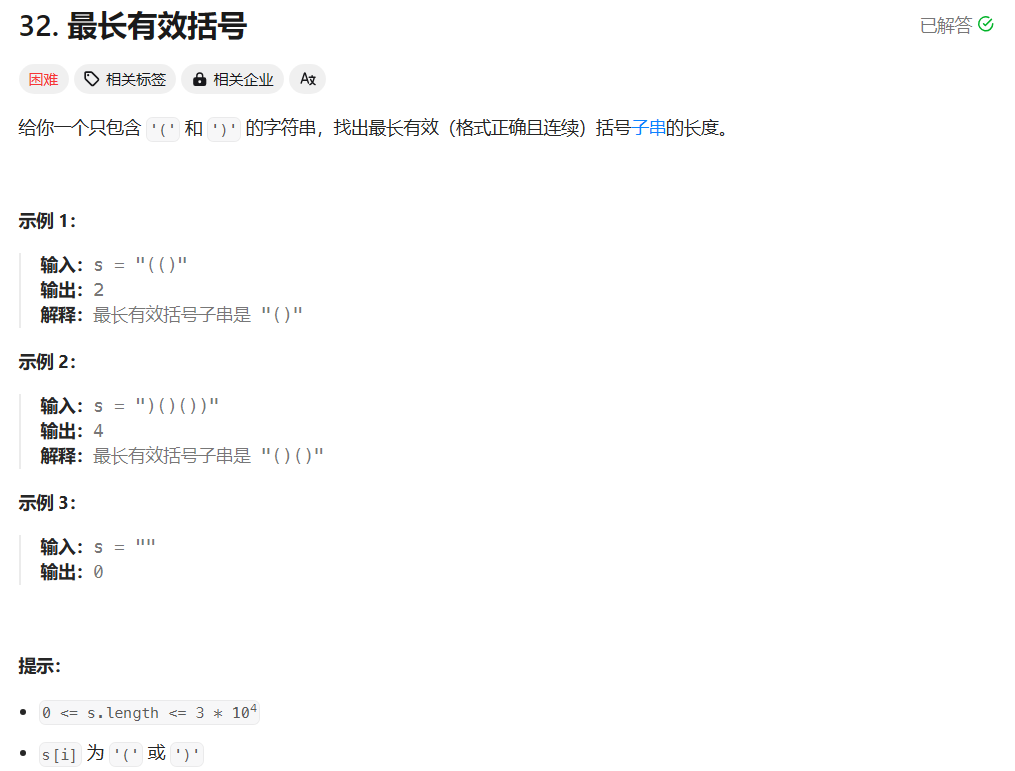 32. 最长有效括号
已解答
困难 相关标签 相关企业 Aあ
给你一个只包含 '(' 和 ')' 的字符串，找出最长有效（格式正确且连续）括号子串的长度。
示例 1：
输入：s = "(()"
输出：2
解释：最长有效括号子串是 "()"
示例 2：
输入：s = ")()())"
输出：4
解释：最长有效括号子串是 "()()"
示例 3：
输入：s = ""
输出：0
提示：
• 0 <= s.length <= 3 * 10⁴
• s[i] 为 '(' 或 ')'